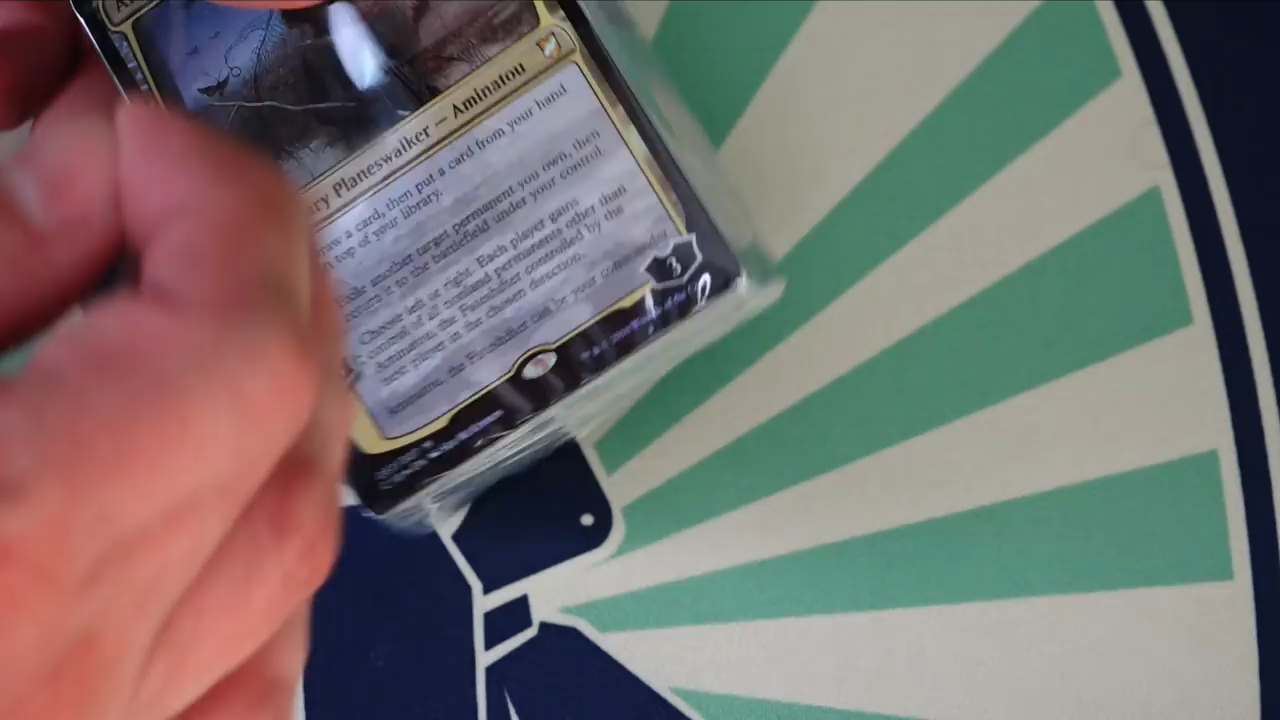 ary Planeswalker — Aminatou
raw a card, then put a card from your hand
n top of your library.
Exile another target permanent you own, then
return it to the battlefield under your control.
Choose left or right. Each player gains
control of all nonland permanents other than
Aminatou, the Fateshifter controlled by the
next player in the chosen direction.
Aminatou, the Fateshifter can be your commander
3